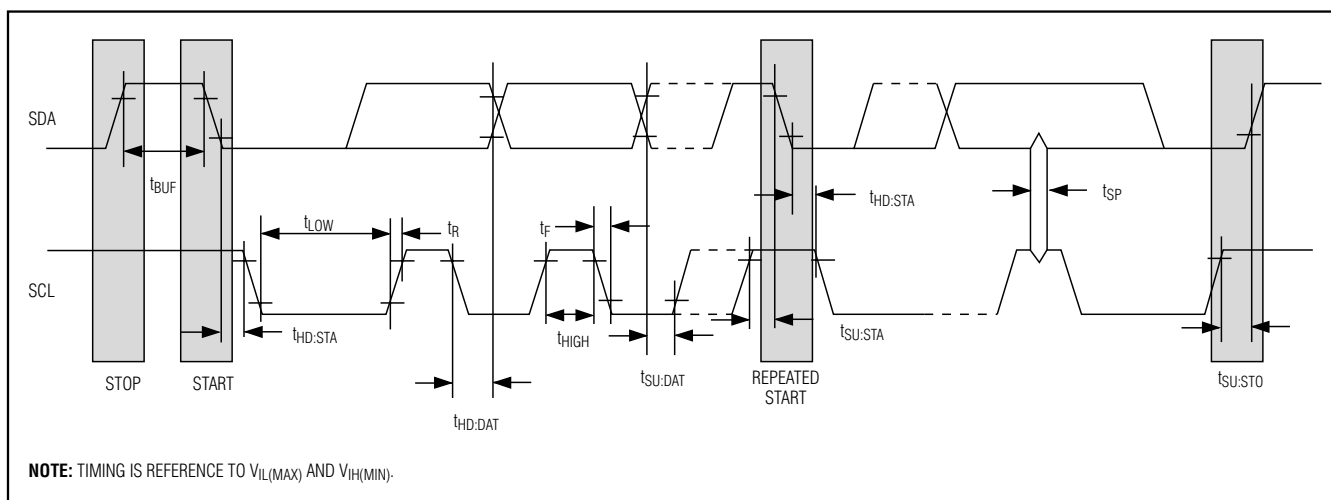 SDA
tBUF
tLOW
tR
tF
tHD:STA
tSP
SCL
tHD:STA
tHIGH
tSU:STA
tSU:DAT
tHD:DAT
tSU:STO
STOP
START
REPEATED
START
NOTE: TIMING IS REFERENCE TO VIL(MAX) AND VIH(MIN).